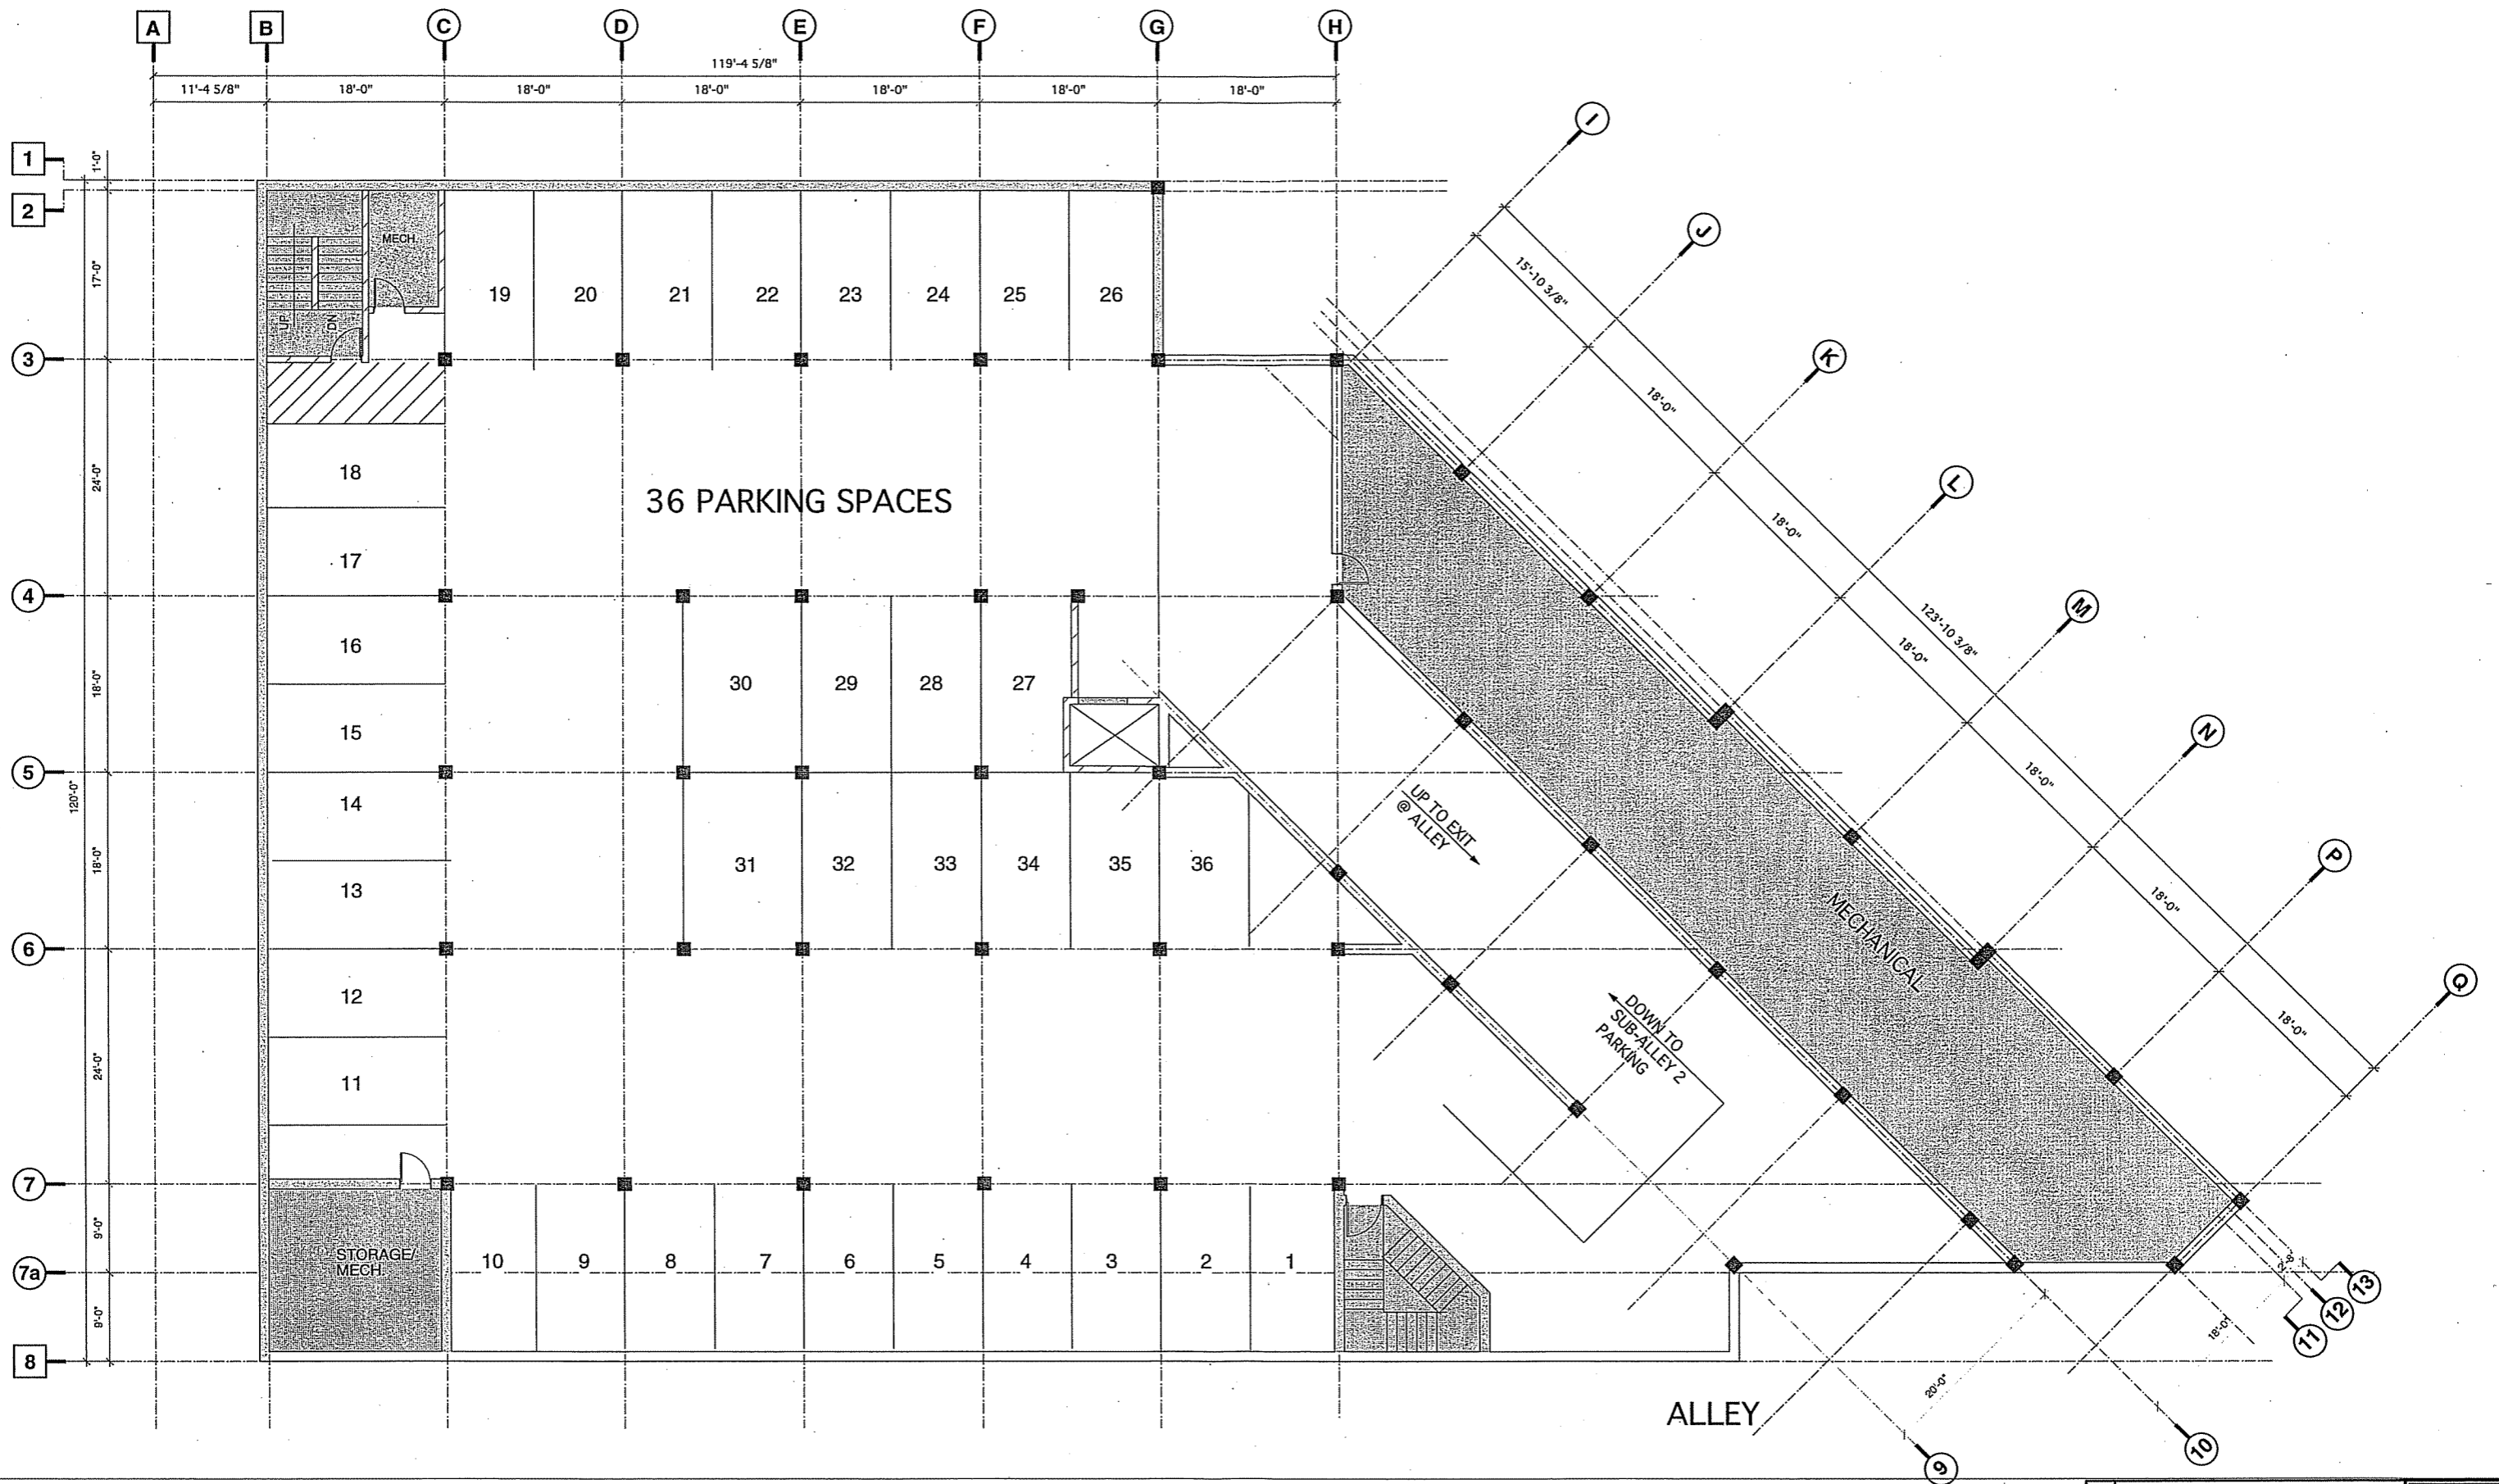 A B C D E F G H
119'-4 5/8"
11'-4 5/8" 18'-0" 18'-0" 18'-0" 18'-0" 18'-0" 18'-0"
I
J
K
L
M
N
P
Q
15'-10 3/8"
18'-0"
18'-0"
18'-0"
18'-0"
18'-0"
18'-0"
123'-10 3/8"
1
2
3
4
5
6
7
7a
8
1'-0"
17'-0"
24'-0"
18'-0"
18'-0"
24'-0"
9'-0"
9'-0"
120'-0"
MECH.
UP
DN
19 20 21 22 23 24 25 26
18
36 PARKING SPACES
17
16
15
14
13
12
11
30 29 28 27
31 32 33 34 35 36
UP TO EXIT
@ ALLEY
DOWN TO
SUB-ALLEY 2
PARKING
MECHANICAL
STORAGE/
MECH.
10 9 8 7 6 5 4 3 2 1
18'-0"
20'-0"
13
12
11
10
9
ALLEY